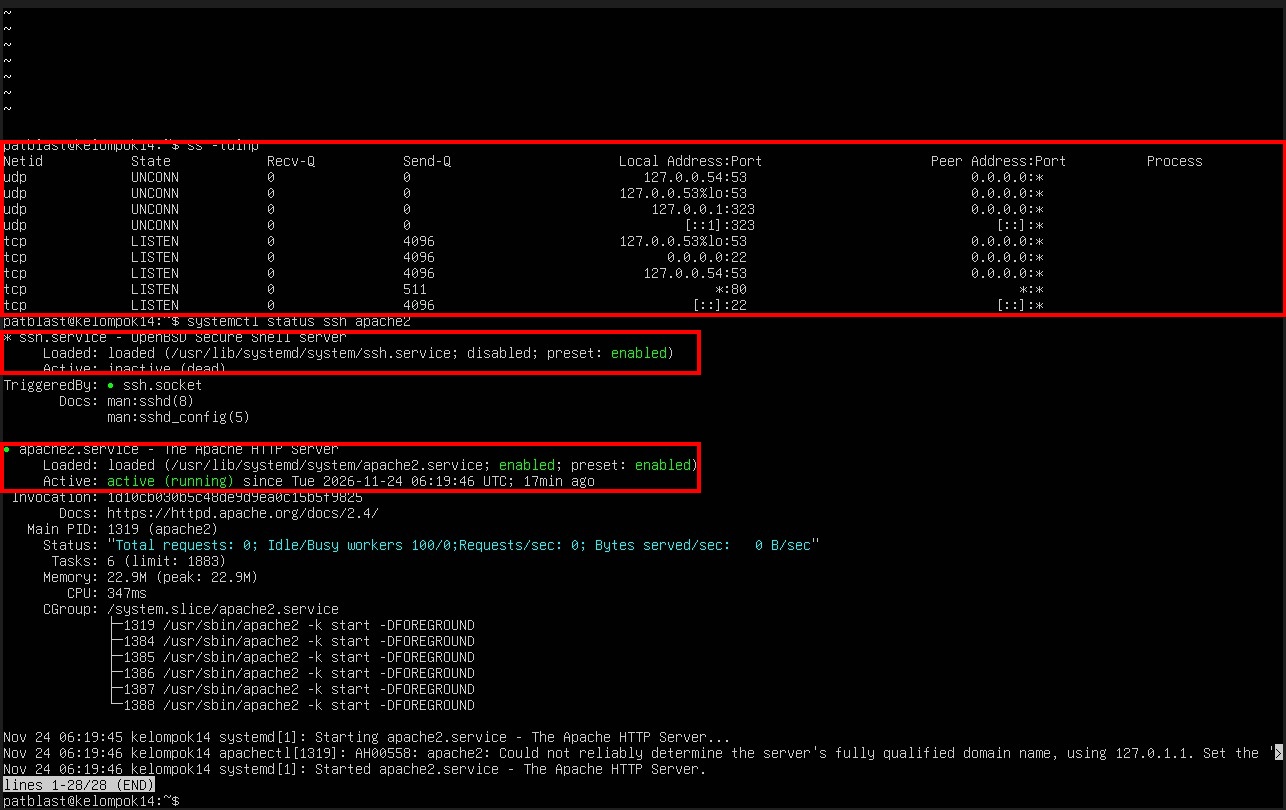 ~
~
~
~
~
~
~
patblast@kelompok14:~$ ss -tulnp
Netid State Recv-Q Send-Q Local Address:Port Peer Address:Port Process
udp UNCONN 0 0 127.0.0.54:53 0.0.0.0:*
udp UNCONN 0 0 127.0.0.53%lo:53 0.0.0.0:*
udp UNCONN 0 0 127.0.0.1:323 0.0.0.0:*
udp UNCONN 0 0 [::1]:323 [::]:*
tcp LISTEN 0 4096 127.0.0.53%lo:53 0.0.0.0:*
tcp LISTEN 0 4096 0.0.0.0:22 0.0.0.0:*
tcp LISTEN 0 4096 127.0.0.54:53 0.0.0.0:*
tcp LISTEN 0 511 *:80 *:*
tcp LISTEN 0 4096 [::]:22 [::]:*
patblast@kelompok14:~$ systemctl status ssh apache2
* ssh.service - OpenBSD Secure Shell server
Loaded: loaded (/usr/lib/systemd/system/ssh.service; disabled; preset: enabled)
Active: inactive (dead)
TriggeredBy: ● ssh.socket
Docs: man:sshd(8)
man:sshd_config(5)
● apache2.service - The Apache HTTP Server
Loaded: loaded (/usr/lib/systemd/system/apache2.service; enabled; preset: enabled)
Active: active (running) since Tue 2026-11-24 06:19:46 UTC; 17min ago
Invocation: 1d10cb030b5c48de9d9ea0c15b5f9825
Docs: https://httpd.apache.org/docs/2.4/
Main PID: 1319 (apache2)
Status: "Total requests: 0; Idle/Busy workers 100/0;Requests/sec: 0; Bytes served/sec: 0 B/sec"
Tasks: 6 (limit: 1883)
Memory: 22.9M (peak: 22.9M)
CPU: 347ms
CGroup: /system.slice/apache2.service
├─1319 /usr/sbin/apache2 -k start -DFOREGROUND
├─1384 /usr/sbin/apache2 -k start -DFOREGROUND
├─1385 /usr/sbin/apache2 -k start -DFOREGROUND
├─1386 /usr/sbin/apache2 -k start -DFOREGROUND
├─1387 /usr/sbin/apache2 -k start -DFOREGROUND
└─1388 /usr/sbin/apache2 -k start -DFOREGROUND
Nov 24 06:19:45 kelompok14 systemd[1]: Starting apache2.service - The Apache HTTP Server...
Nov 24 06:19:46 kelompok14 apachectl[1319]: AH00558: apache2: Could not reliably determine the server's fully qualified domain name, using 127.0.1.1. Set the '>
Nov 24 06:19:46 kelompok14 systemd[1]: Started apache2.service - The Apache HTTP Server.
lines 1-28/28 (END)
patblast@kelompok14:~$